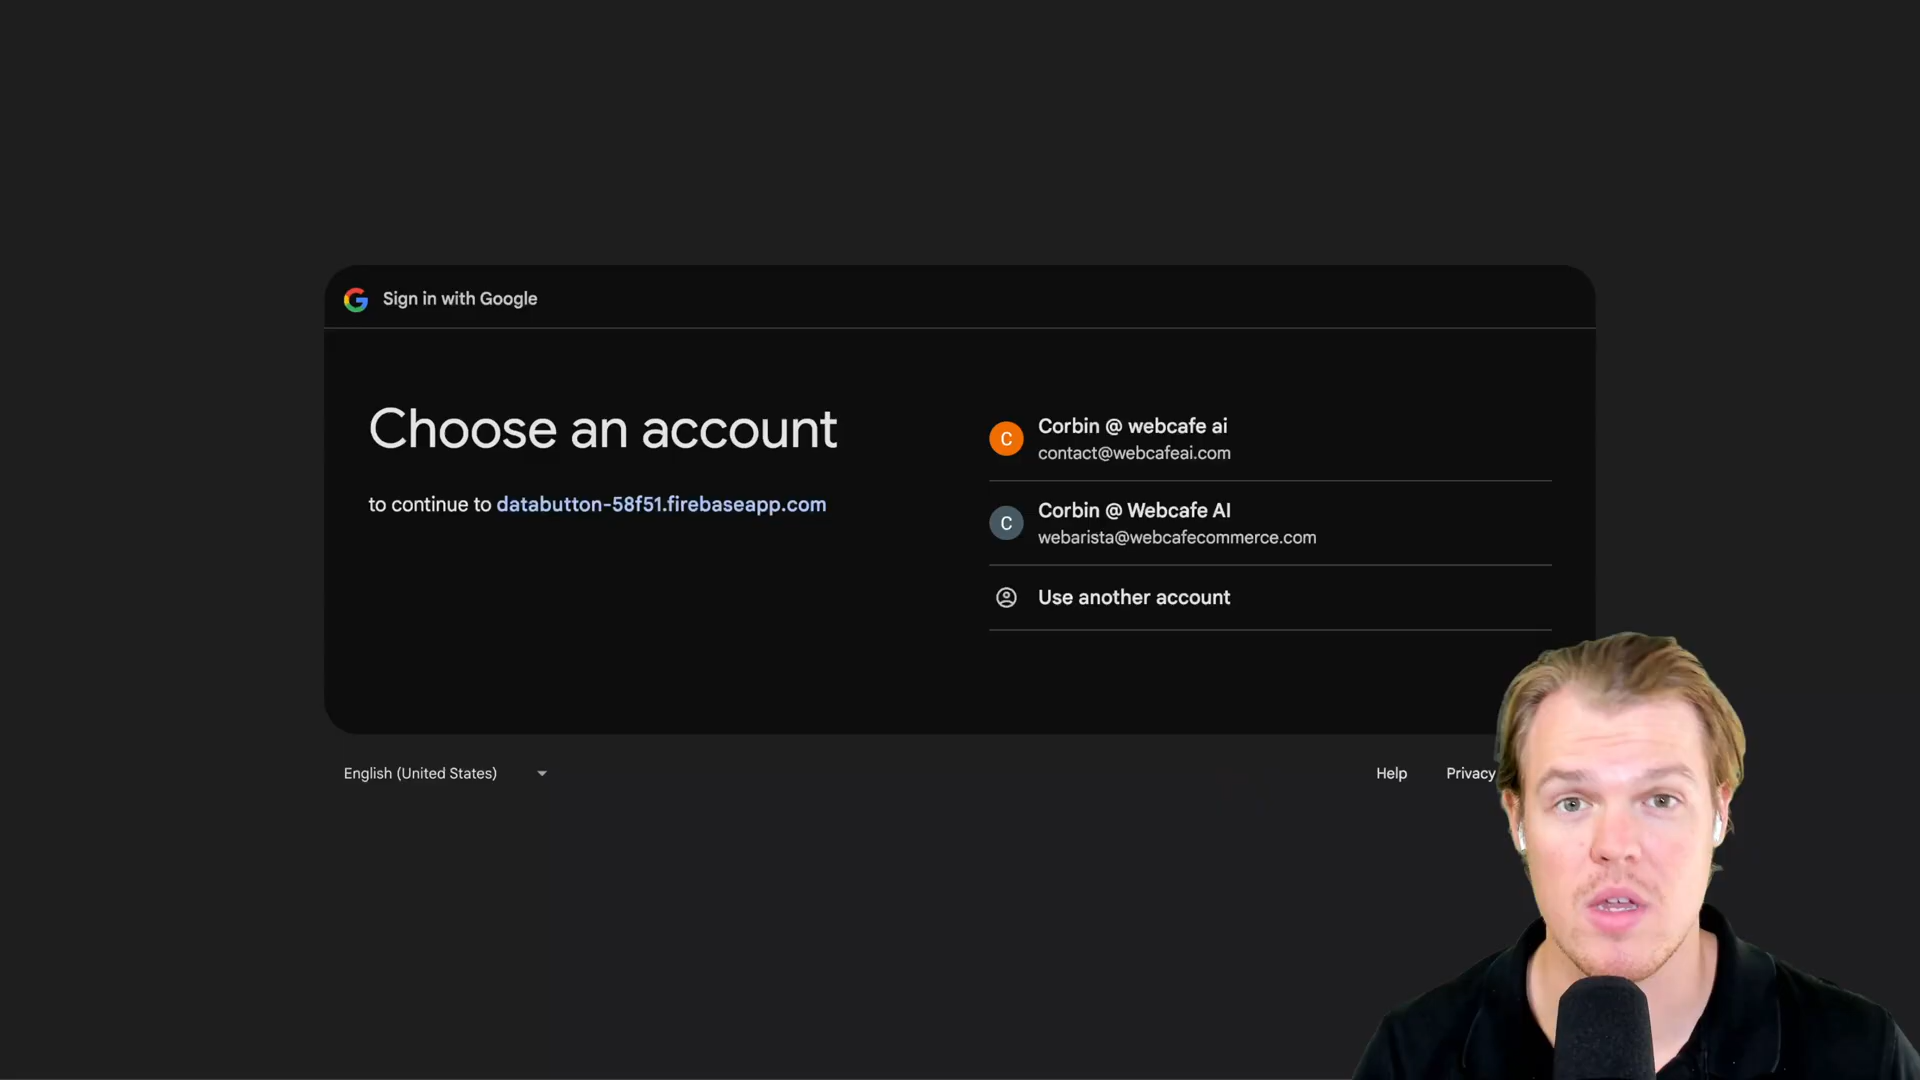 Sign in with Google
Choose an account
to continue to databutton-58f51.firebaseapp.com
C
Corbin @ webcafe ai
contact@webcafeai.com
C
Corbin @ Webcafe AI
webarista@webcafecommerce.com
Use another account
English (United States)
Help
Privacy